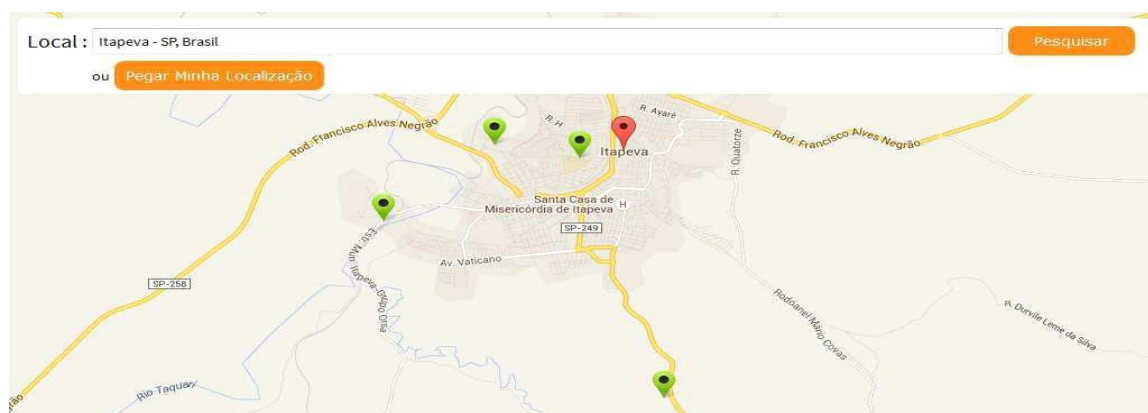 Local : Itapeva - SP, Brasil Pesquisar
ou Pegar Minha Localização
R. Avaré
R. H
Rod. Francisco Alves Negrão
Rod. Francisco Alves Negrão
Itapeva
R. Quatorze
Santa Casa de
Misericórdia de Itapeva H
SP-249
Av. Vaticano
SP-258
Rodoanel Mário Covas
R. Durvile Leme da Silva
Rio Taquary